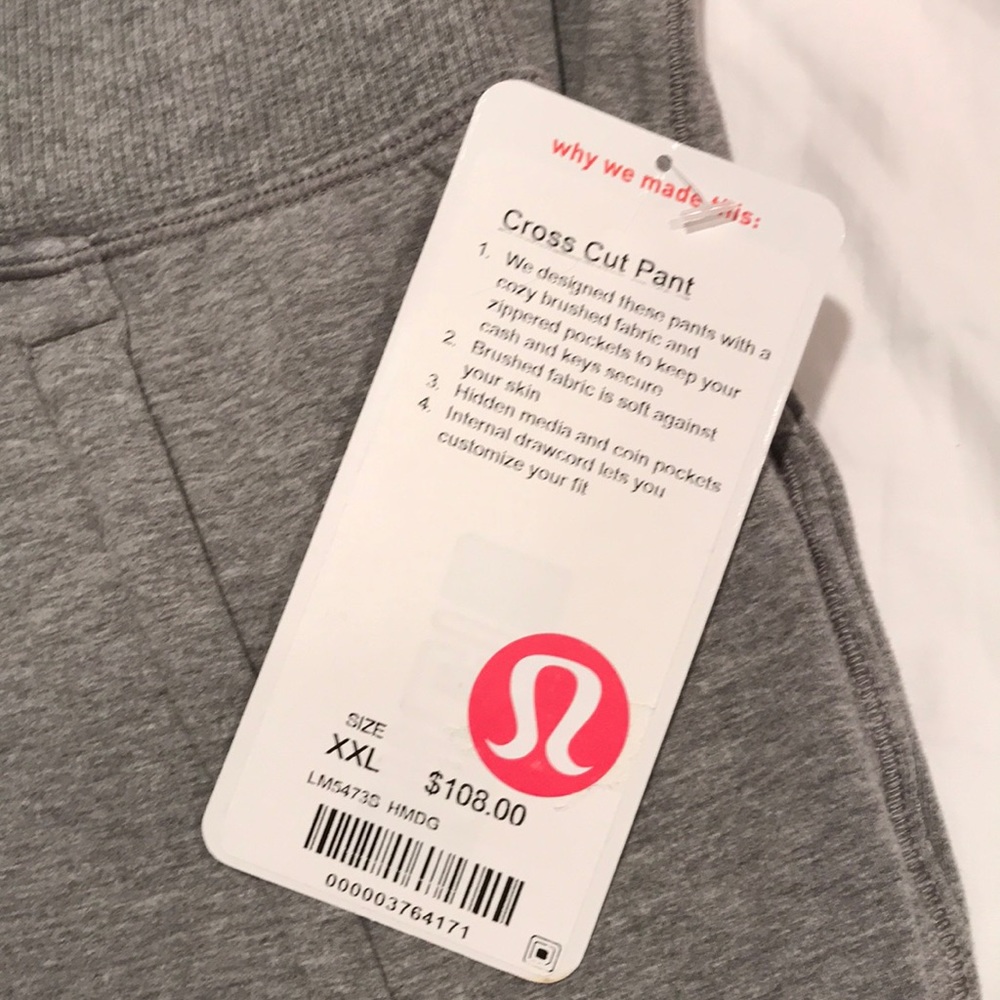 why we made this:
Cross Cut Pant
1. We designed these pants with a
cozy brushed fabric and
zippered pockets to keep your
cash and keys secure
2. Brushed fabric is soft against
your skin
3. Hidden media and coin pockets
4. Internal drawcord lets you
customize your fit
SIZE
XXL
$108.00
LM5473S HMDG
000003764171